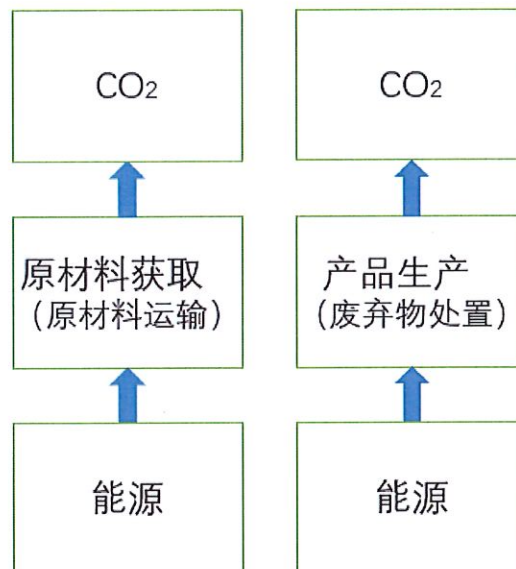 CO₂
CO₂
原材料获取
（原材料运输）
产品生产
（废弃物处置）
能源
能源